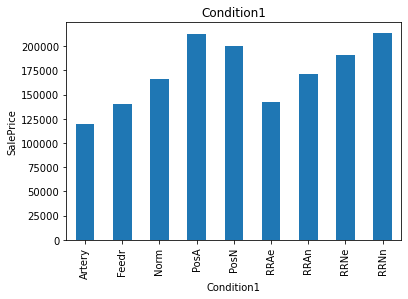 Condition1
200000
175000
150000
125000
100000
75000
50000
25000
0
SalePrice
Artery
Feedr
Norm
PosA
PosN
RRAe
RRAn
RRNe
RRNn
Condition1